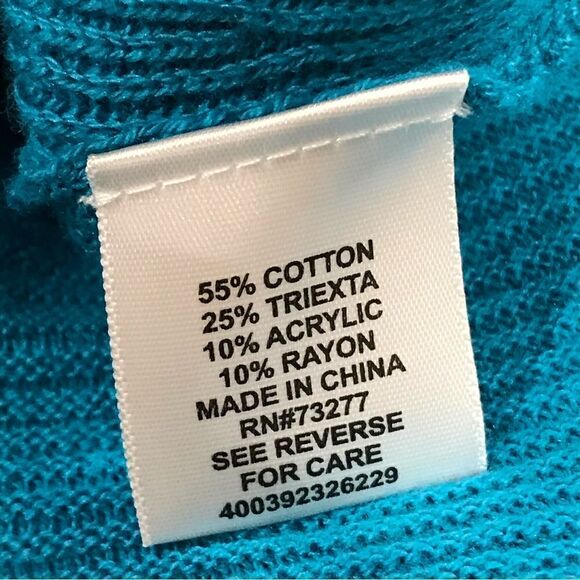 55% COTTON
25% TRIEXTA
10% ACRYLIC
10% RAYON
MADE IN CHINA
RN#73277
SEE REVERSE
FOR CARE
400392326229